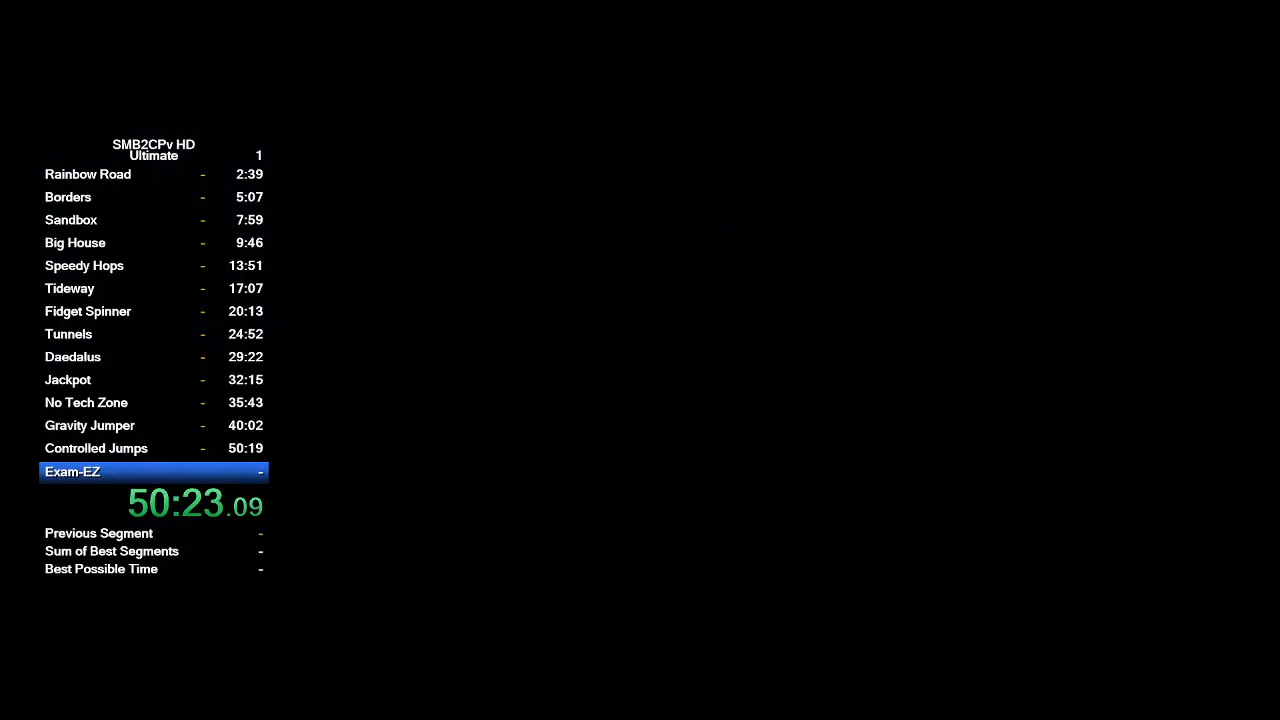 SMB2CPv HD
Ultimate 1
Rainbow Road - 2:39
Borders - 5:07
Sandbox - 7:59
Big House - 9:46
Speedy Hops - 13:51
Tideway - 17:07
Fidget Spinner - 20:13
Tunnels - 24:52
Daedalus - 29:22
Jackpot - 32:15
No Tech Zone - 35:43
Gravity Jumper - 40:02
Controlled Jumps - 50:19
Exam-EZ -
50:23.09
Previous Segment -
Sum of Best Segments -
Best Possible Time -